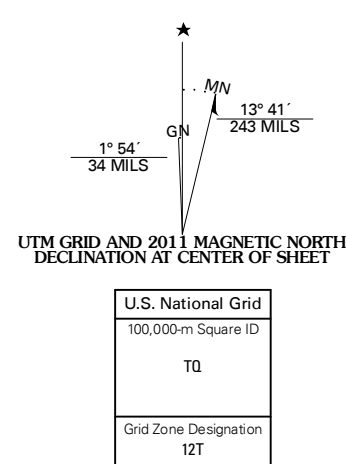 MN
GN
13° 41´
243 MILS
1° 54´
34 MILS
UTM GRID AND 2011 MAGNETIC NORTH
DECLINATION AT CENTER OF SHEET
U.S. National Grid
100,000-m Square ID
TQ
Grid Zone Designation
12T